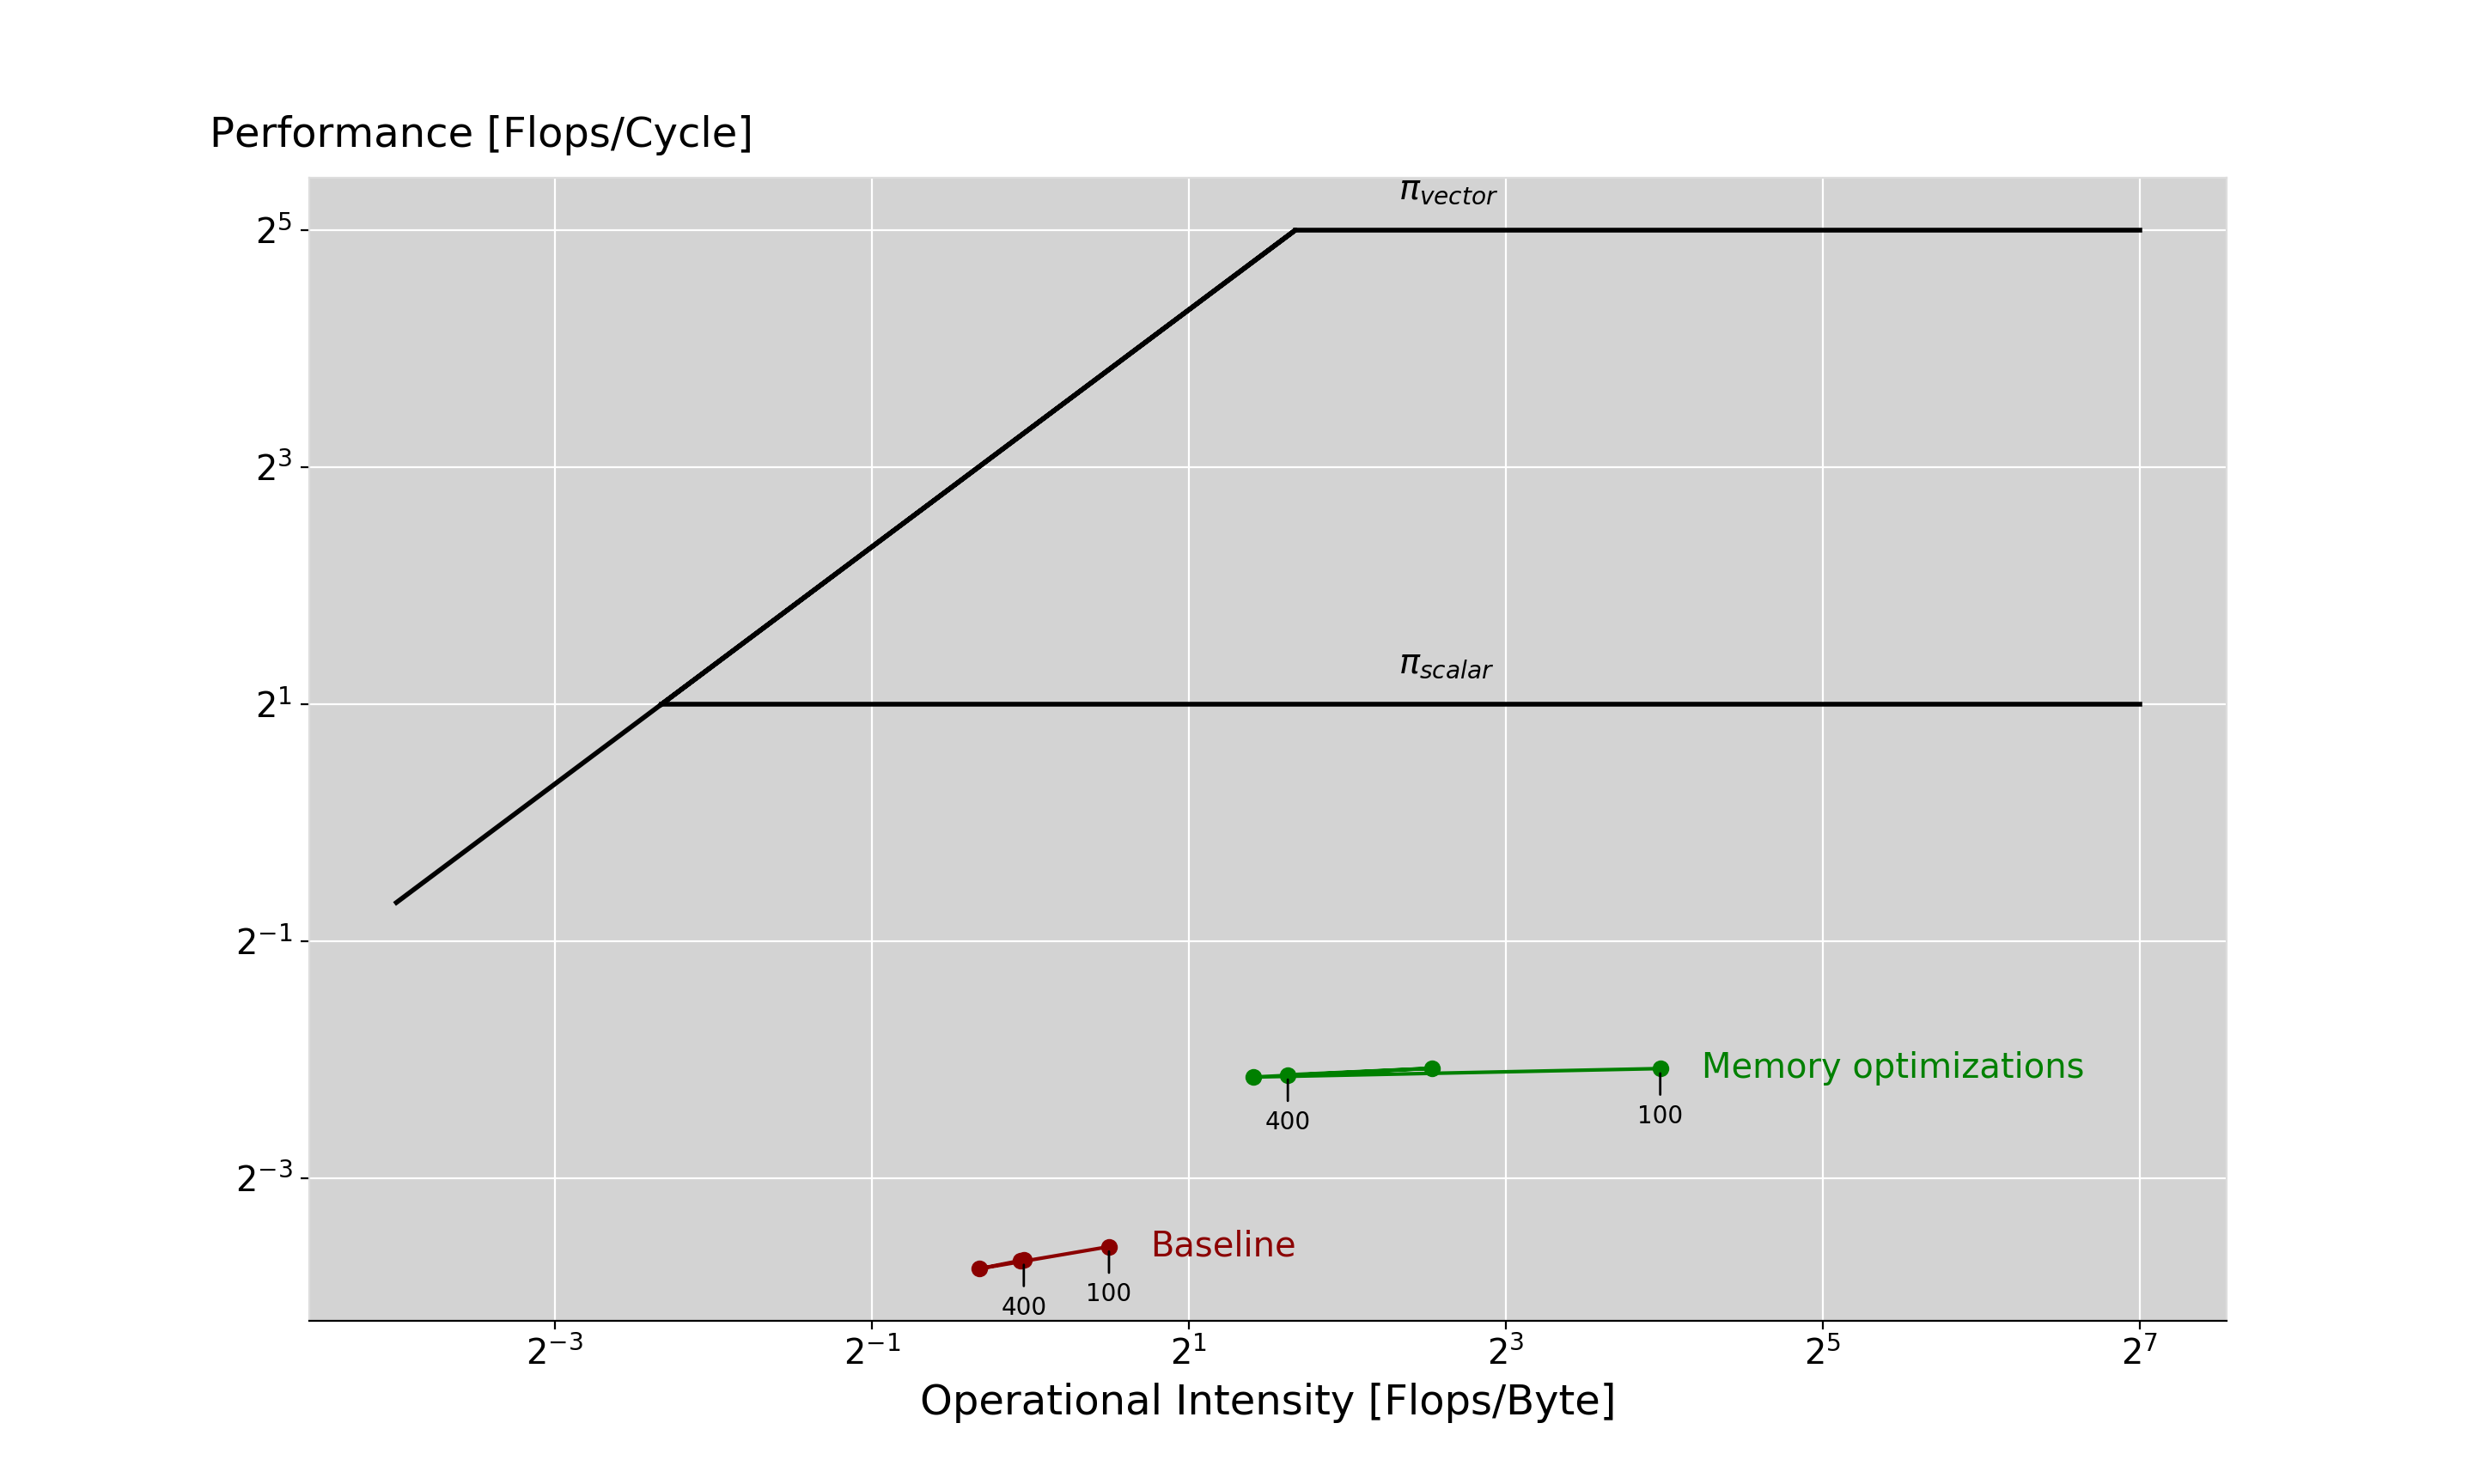 Performance [Flops/Cycle]
π_vector
2^5
2^3
π_scalar
2^1
2^−1
Memory optimizations
400
100
2^−3
Baseline
100
400
2^−3 2^−1 2^1 2^3 2^5 2^7
Operational Intensity [Flops/Byte]